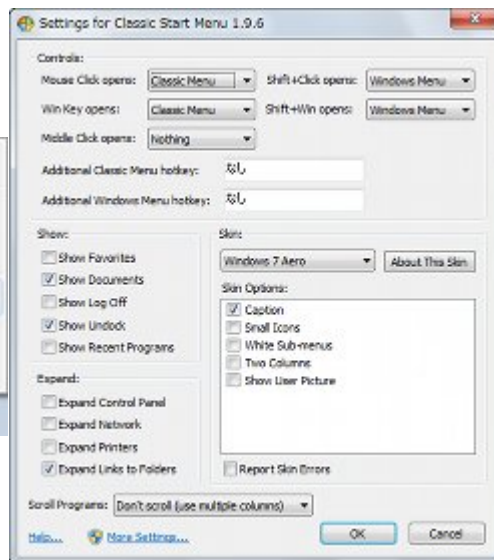 Settings for Classic Start Menu 1.9.6
Controls:
Mouse Click opens: Classic Menu Shift+Click opens: Windows Menu
Win Key opens: Classic Menu Shift+Win opens: Windows Menu
Middle Click opens: Nothing
Additional Classic Menu hotkey: なし
Additional Windows Menu hotkey: なし
Show:
Show Favorites
Show Documents
Show Log Off
Show Undock
Show Recent Programs
Expand:
Expand Control Panel
Expand Network
Expand Printers
Expand Links to Folders
Skin:
Windows 7 Aero About This Skin
Skin Options:
Caption
Small Icons
White Sub-menus
Two Columns
Show User Picture
Report Skin Errors
Scroll Programs: Don't scroll (use multiple columns)
Help... More Settings... OK Cancel